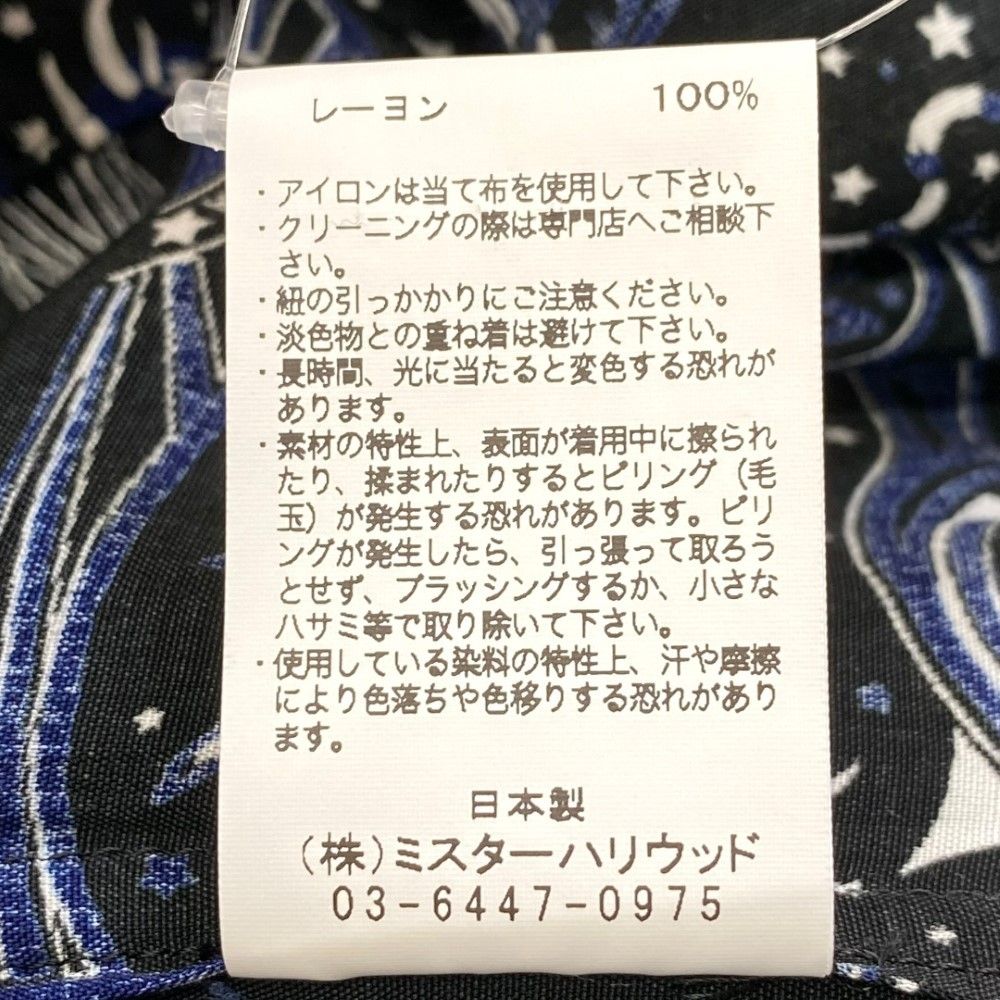 レーヨン 100%
・アイロンは当て布を使用して下さい。
・クリーニングの際は専門店へご相談下
さい。
・紐の引っかかりにご注意ください。
・淡色物との重ね着は避けて下さい。
・長時間、光に当たると変色する恐れが
あります。
・素材の特性上、表面が着用中に擦られ
たり、揉まれたりするとピリング（毛
玉）が発生する恐れがあります。ピリ
ングが発生したら、引っ張って取ろう
とせず、ブラッシングするか、小さな
ハサミ等で取り除いて下さい。
・使用している染料の特性上、汗や摩擦
により色落ちや色移りする恐れがあり
ます。
日本製
（株）ミスターハリウッド
03-6447-0975